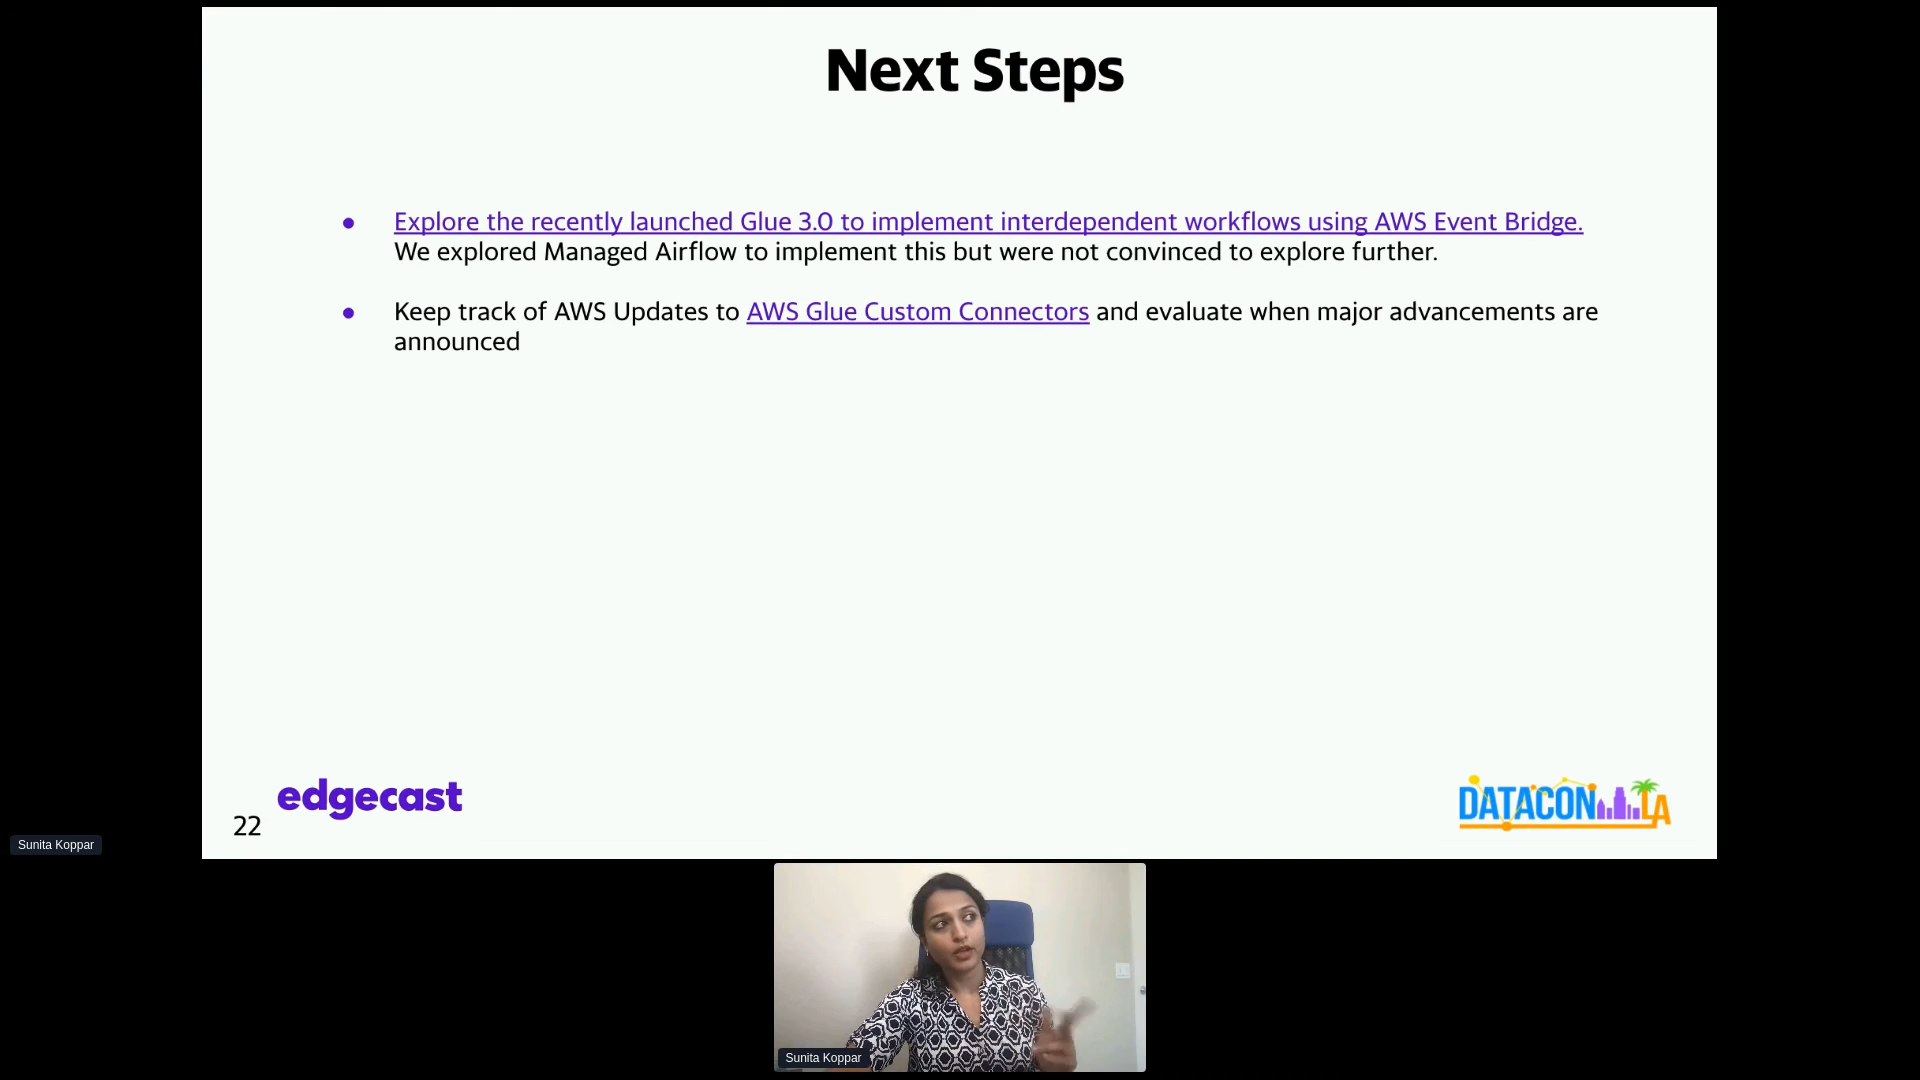 Next Steps
● Explore the recently launched Glue 3.0 to implement interdependent workflows using AWS Event Bridge.
We explored Managed Airflow to implement this but were not convinced to explore further.
● Keep track of AWS Updates to AWS Glue Custom Connectors and evaluate when major advancements are
announced
edgecast
22
DATACON LA
Sunita Koppar
Sunita Koppar